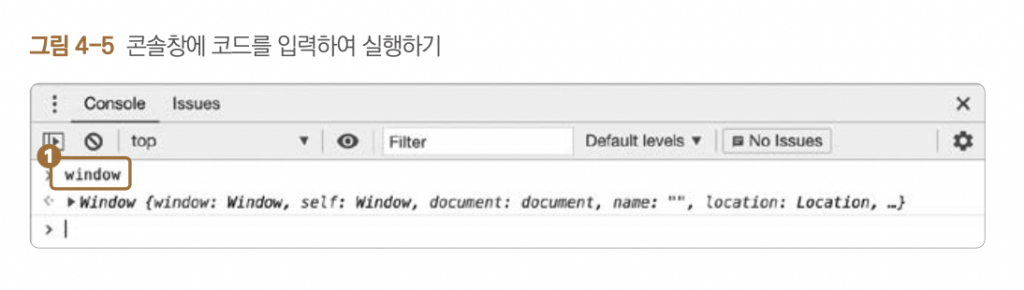 그림 4-5 콘솔창에 코드를 입력하여 실행하기
Console Issues
top Filter Default levels ▼ No Issues
1
> window
Window {window: Window, self: Window, document: document, name: "", location: Location, …}
>